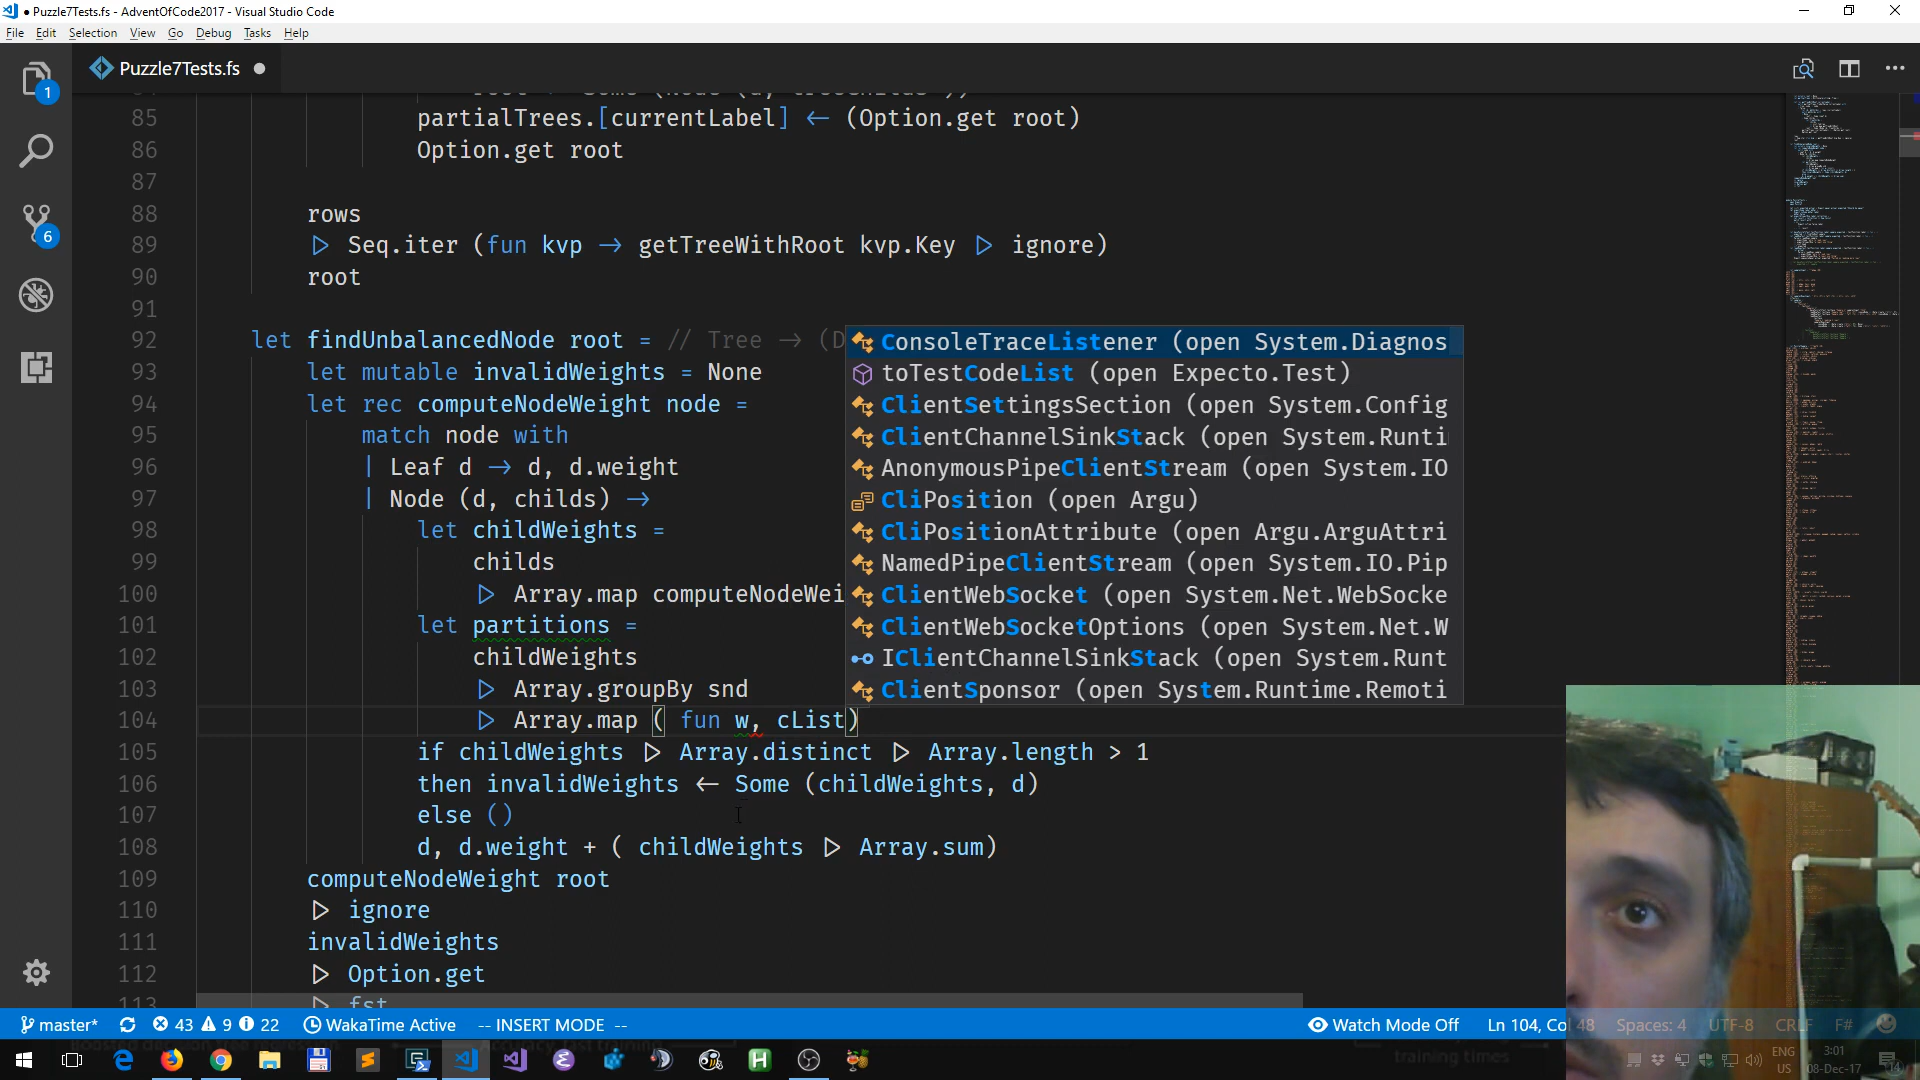 ● Puzzle7Tests.fs - AdventOfCode2017 - Visual Studio Code
File Edit Selection View Go Debug Tasks Help
1
Puzzle7Tests.fs ●
85 partialTrees.[currentLabel] ← (Option.get root)
86 Option.get root
87
88 rows
89 ▷ Seq.iter (fun kvp → getTreeWithRoot kvp.Key ▷ ignore)
90 root
91
92 let findUnbalancedNode root = // Tree → (D
93 let mutable invalidWeights = None
94 let rec computeNodeWeight node =
95 match node with
96 | Leaf d → d, d.weight
97 | Node (d, childs) →
98 let childWeights =
99 childs
100 ▷ Array.map computeNodeWei
101 let partitions =
102 childWeights
103 ▷ Array.groupBy snd
104 ▷ Array.map ( fun w, cList)
105 if childWeights ▷ Array.distinct ▷ Array.length > 1
106 then invalidWeights ← Some (childWeights, d)
107 else ()
108 d, d.weight + ( childWeights ▷ Array.sum)
109 computeNodeWeight root
110 ▷ ignore
111 invalidWeights
112 ▷ Option.get
113 ▷ fst
6
ConsoleTraceListener (open System.Diagnos
toTestCodeList (open Expecto.Test)
ClientSettingsSection (open System.Config
ClientChannelSinkStack (open System.Runti
AnonymousPipeClientStream (open System.IO
CliPosition (open Argu)
CliPositionAttribute (open Argu.ArguAttri
NamedPipeClientStream (open System.IO.Pip
ClientWebSocket (open System.Net.WebSocke
ClientWebSocketOptions (open System.Net.W
IClientChannelSinkStack (open System.Runt
ClientSponsor (open System.Runtime.Remoti
master* 43 9 22 WakaTime Active -- INSERT MODE -- Watch Mode Off Ln 104, Col 48 Spaces: 4 UTF-8 CRLF F#
training times
ENG
US
3:01
08-Dec-17
14